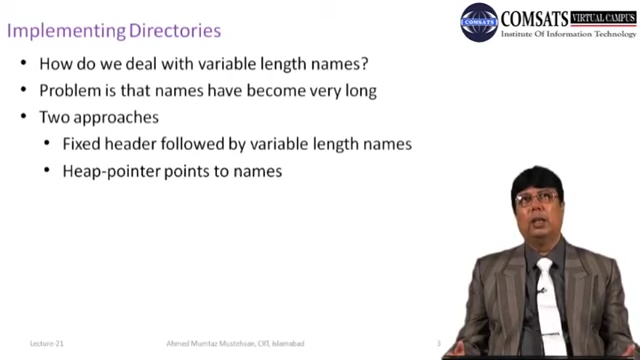 Implementing Directories
COMSATS VIRTUAL CAMPUS
Institute Of Information Technology
• How do we deal with variable length names?
• Problem is that names have become very long
• Two approaches
• Fixed header followed by variable length names
• Heap-pointer points to names
Lecture-21
Ahmed Mumtaz Mustehsan, CIIT, Islamabad
3